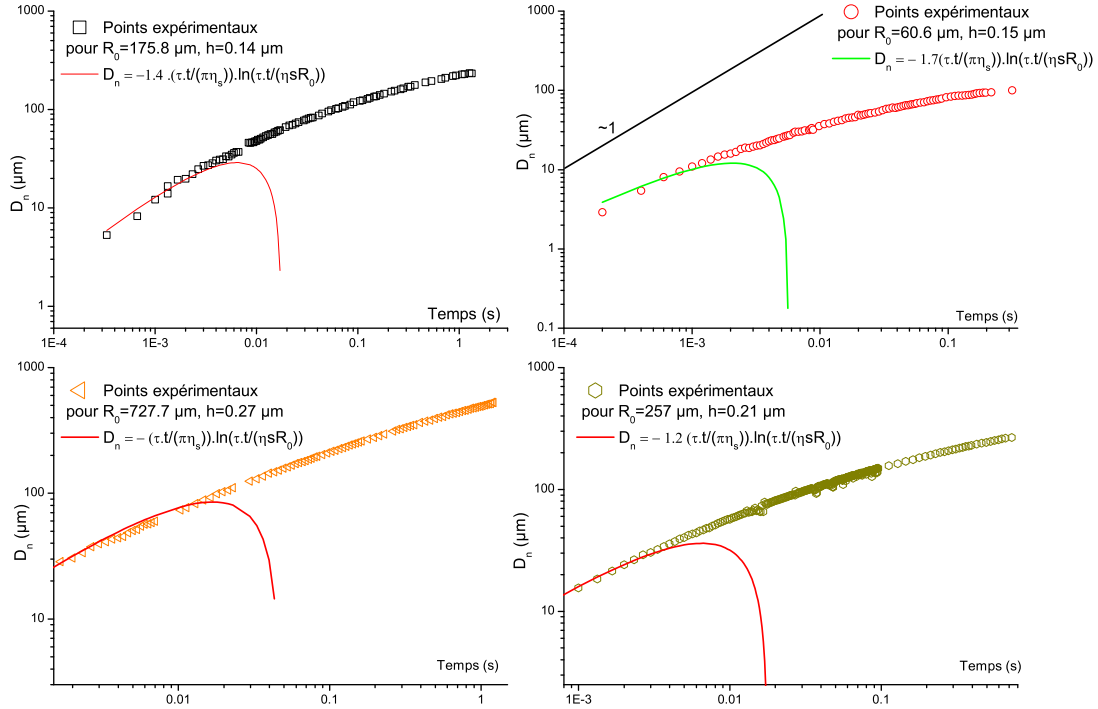 Points expérimentaux
pour R0=175.8 µm, h=0.14 µm
Dn = −1.4 .(τ.t/(πηs)).ln(τ.t/(ηsR0))
1000
100
10
1
Dn (µm)
Temps (s)
1E-4 1E-3 0.01 0.1 1
Points expérimentaux
pour R0=60.6 µm, h=0.15 µm
Dn = − 1.7(τ.t/(πηs)).ln(τ.t/(ηsR0))
~1
1000
100
10
1
0.1
Dn (µm)
Temps (s)
1E-4 1E-3 0.01 0.1
Points expérimentaux
pour R0=727.7 µm, h=0.27 µm
Dn = − (τ.t/(πηs)).ln(τ.t/(ηsR0))
1000
100
10
Dn (µm)
Temps (s)
0.01 0.1 1
Points expérimentaux
pour R0=257 µm, h=0.21 µm
Dn = − 1.2 (τ.t/(πηs)).ln(τ.t/(ηsR0))
1000
100
10
Dn (µm)
Temps (s)
1E-3 0.01 0.1